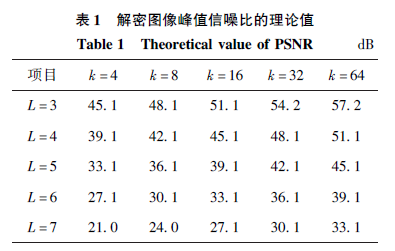 表 1 解密图像峰值信噪比的理论值
Table 1 Theoretical value of PSNR dB
项目 k = 4 k = 8 k = 16 k = 32 k = 64
L = 3 45. 1 48. 1 51. 1 54. 2 57. 2
L = 4 39. 1 42. 1 45. 1 48. 1 51. 1
L = 5 33. 1 36. 1 39. 1 42. 1 45. 1
L = 6 27. 1 30. 1 33. 1 36. 1 39. 1
L = 7 21. 0 24. 0 27. 1 30. 1 33. 1